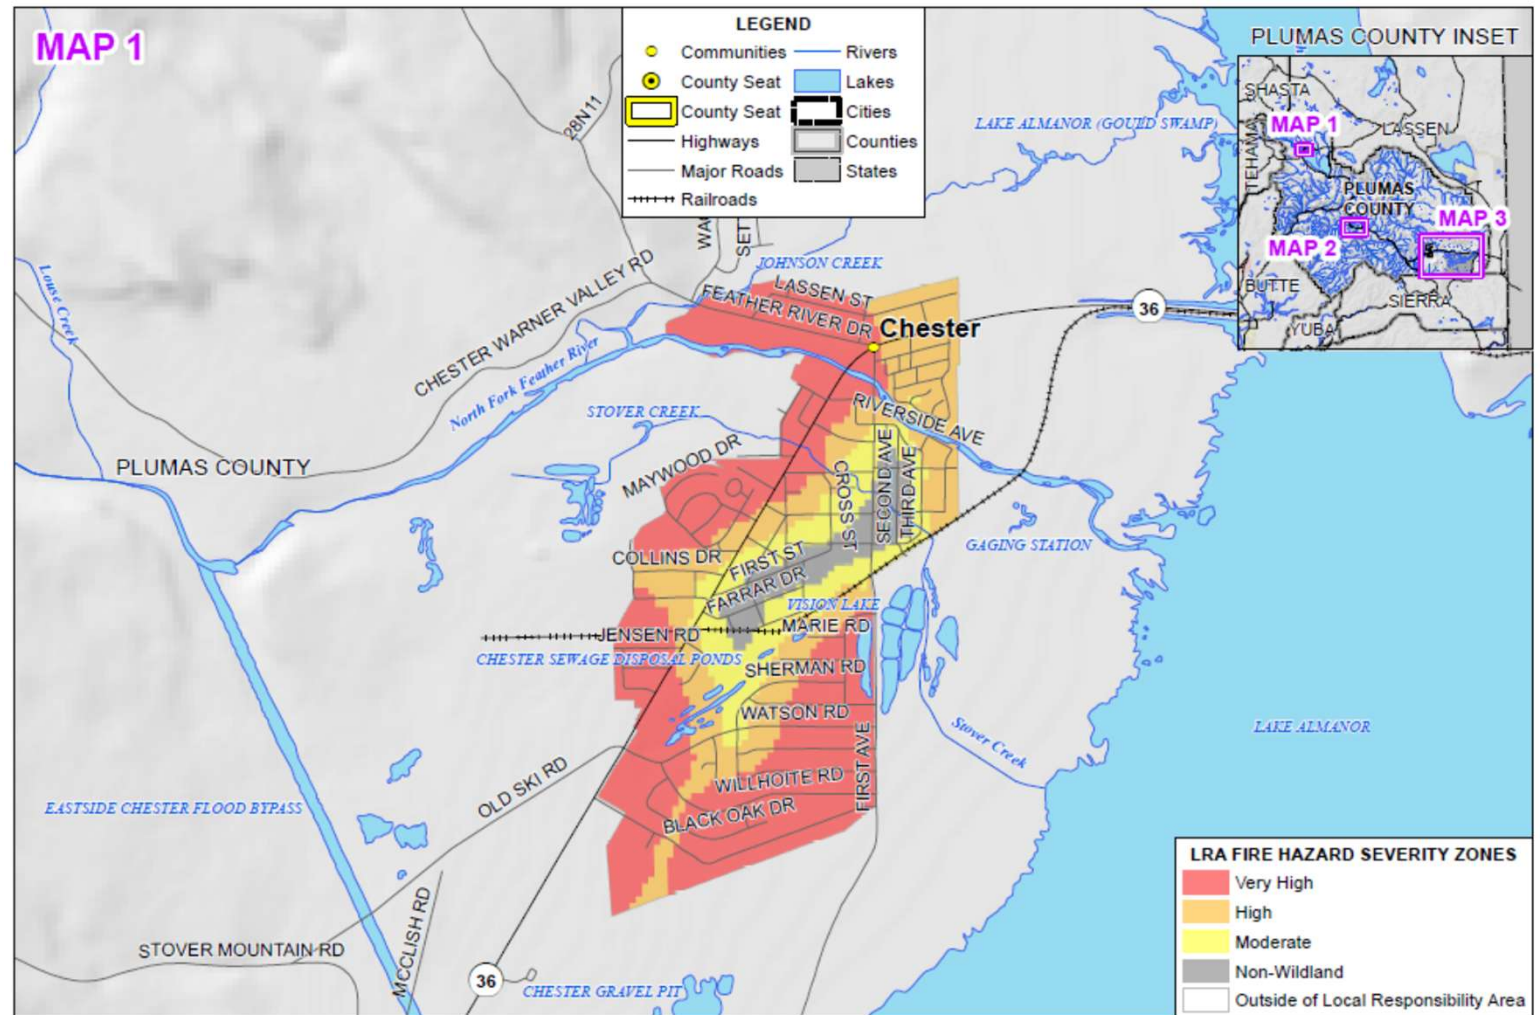 MAP 1
LEGEND
Communities
Rivers
County Seat
Lakes
County Seat
Cities
Highways
Counties
Major Roads
States
Railroads
PLUMAS COUNTY INSET
SHASTA
MAP 1
LASSEN
TEHAMA
PLUMAS
COUNTY
MAP 3
MAP 2
BUTTE
SIERRA
YUBA
28N11
LAKE ALMANOR (GOULD SWAMP)
SET
JOHNSON CREEK
Louse Creek
CHESTER WARNER VALLEY RD
LASSEN ST
FEATHER RIVER DR
Chester
36
North Fork Feather River
STOVER CREEK
RIVERSIDE AVE
PLUMAS COUNTY
MAYWOOD DR
CROSS ST
SECOND AVE
THIRD AVE
GAGING STATION
COLLINS DR
FIRST ST
FARRAR DR
VISION LAKE
JENSEN RD
MARIE RD
CHESTER SEWAGE DISPOSAL PONDS
SHERMAN RD
WATSON RD
Stover Creek
LAKE ALMANOR
FIRST AVE
OLD SKI RD
WILLHOITE RD
BLACK OAK DR
EASTSIDE CHESTER FLOOD BYPASS
STOVER MOUNTAIN RD
MCCLISH RD
36
CHESTER GRAVEL PIT
LRA FIRE HAZARD SEVERITY ZONES
Very High
High
Moderate
Non-Wildland
Outside of Local Responsibility Area